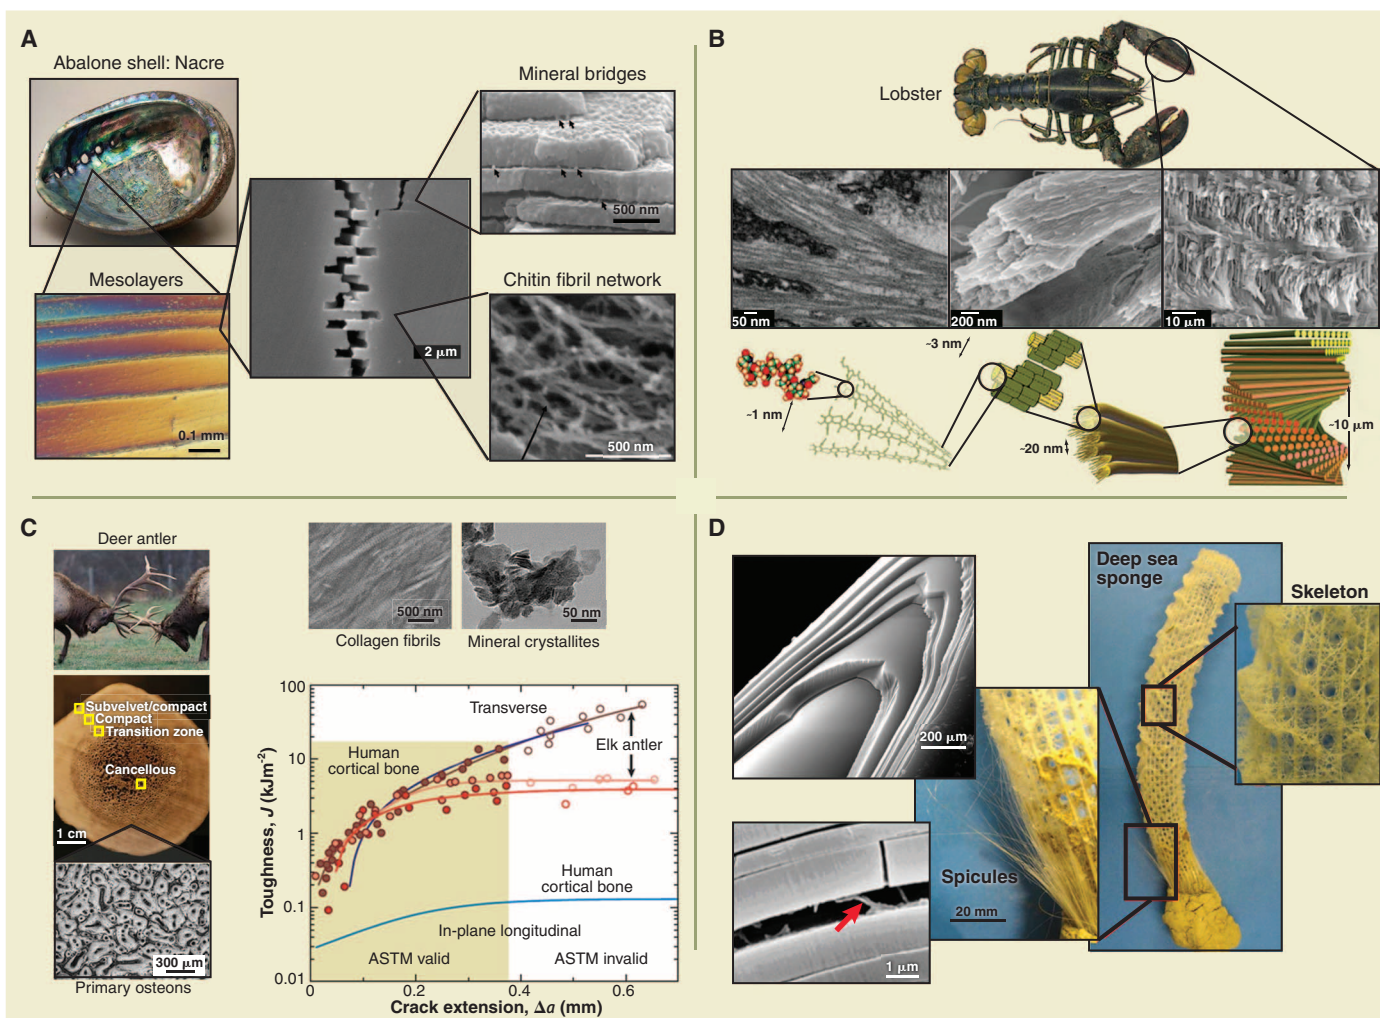 A
Abalone shell: Nacre
Mineral bridges
500 nm
2 μm
Mesolayers
0.1 mm
Chitin fibril network
500 nm
B
Lobster
50 nm
200 nm
10 μm
~3 nm
~1 nm
~20 nm
~10 μm
C
Deer antler
500 nm
Collagen fibrils
50 nm
Mineral crystallites
Subvelvet/compact
Compact
Transition zone
Cancellous
1 cm
300 μm
Primary osteons
Toughness, J (kJm-2)
100
10
1
0.1
0.01
Transverse
Elk antler
Human
cortical bone
Human
cortical bone
In-plane longitudinal
ASTM valid
ASTM invalid
0
0.2
0.4
0.6
Crack extension, Δa (mm)
D
200 μm
Deep sea
sponge
Skeleton
Spicules
20 mm
1 μm